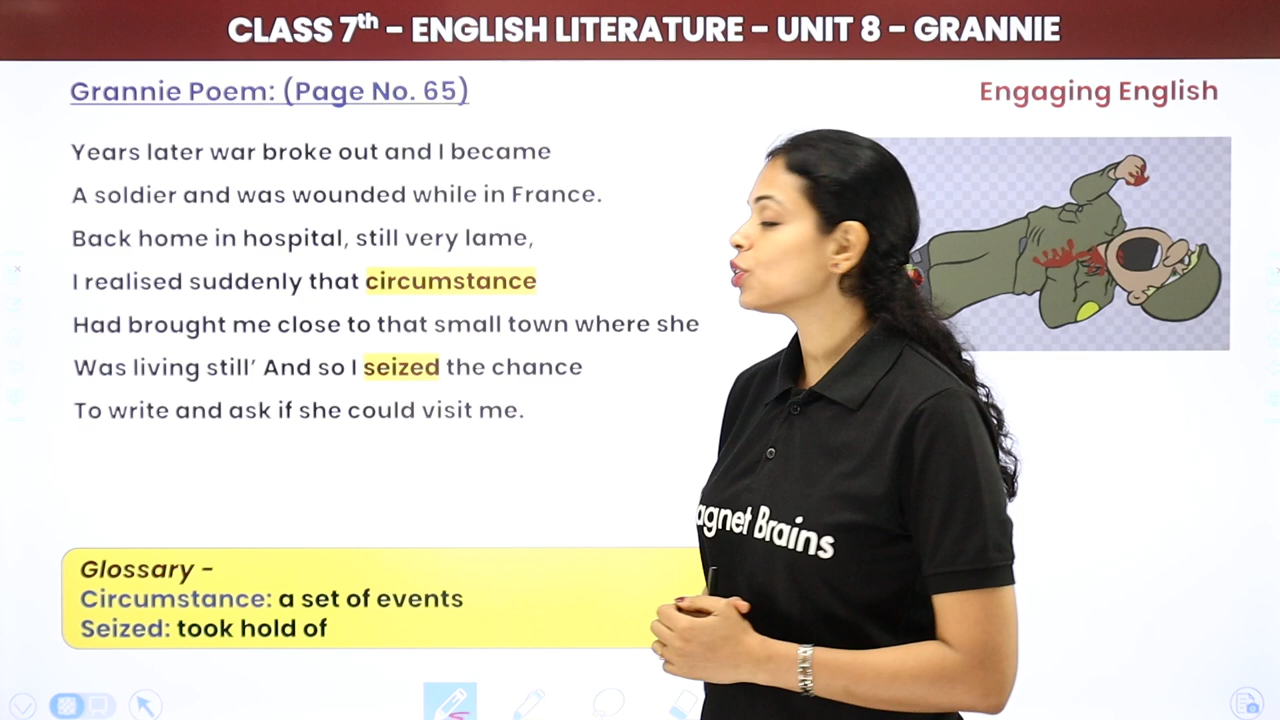 CLASS 7th - ENGLISH LITERATURE - UNIT 8 - GRANNIE
Grannie Poem: (Page No. 65)
Engaging English
Years later war broke out and I became
A soldier and was wounded while in France.
Back home in hospital, still very lame,
I realised suddenly that circumstance
Had brought me close to that small town where she
Was living still’ And so I seized the chance
To write and ask if she could visit me.
agnet Brains
Glossary -
Circumstance: a set of events
Seized: took hold of